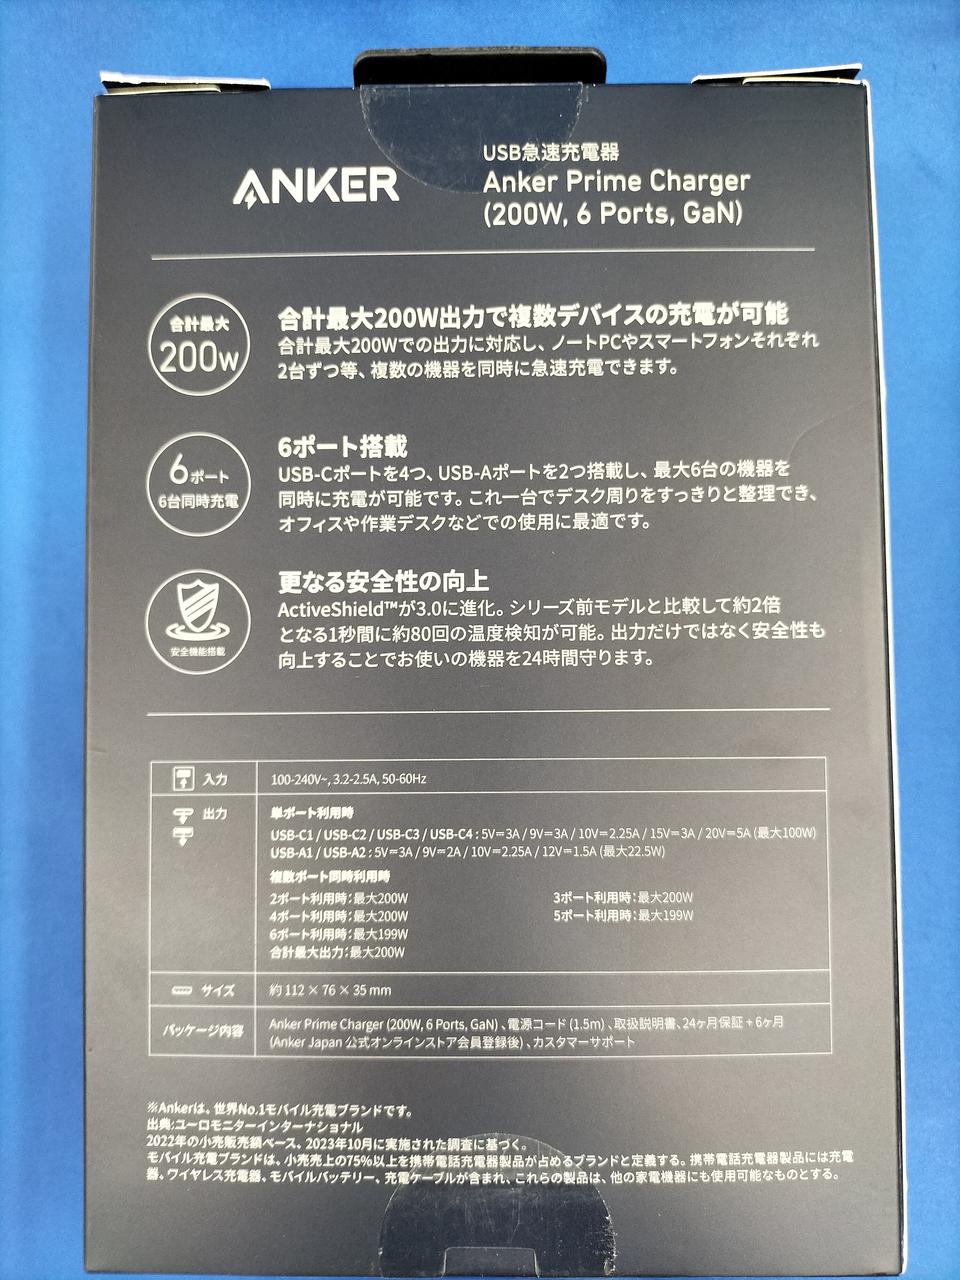 ANKER
USB急速充電器
Anker Prime Charger
(200W, 6 Ports, GaN)
合計最大
200W
合計最大200W出力で複数デバイスの充電が可能
合計最大200Wでの出力に対応し、ノートPCやスマートフォンそれぞれ
2台ずつ等、複数の機器を同時に急速充電できます。
6ポート
6台同時充電
6ポート搭載
USB-Cポートを4つ、USB-Aポートを2つ搭載し、最大6台の機器を
同時に充電が可能です。これ一台でデスク周りをすっきりと整理でき、
オフィスや作業デスクなどでの使用に最適です。
安全機能搭載
更なる安全性の向上
ActiveShield™が3.0に進化。シリーズ前モデルと比較して約2倍
となる1秒間に約80回の温度検知が可能。出力だけではなく安全性も
向上することでお使いの機器を24時間守ります。
入力
100-240V~, 3.2-2.5A, 50-60Hz
出力
単ポート利用時
USB-C1 / USB-C2 / USB-C3 / USB-C4 : 5V=3A / 9V=3A / 10V=2.25A / 15V=3A / 20V=5A (最大100W)
USB-A1 / USB-A2 : 5V=3A / 9V=2A / 10V=2.25A / 12V=1.5A (最大22.5W)
複数ポート同時利用時
2ポート利用時：最大200W 3ポート利用時：最大200W
4ポート利用時：最大200W 5ポート利用時：最大199W
6ポート利用時：最大199W
合計最大出力：最大200W
サイズ
約 112 × 76 × 35 mm
パッケージ内容
Anker Prime Charger (200W, 6 Ports, GaN) 、電源コード (1.5m) 、取扱説明書、24ヶ月保証 + 6ヶ月
(Anker Japan 公式オンラインストア会員登録後) 、カスタマーサポート
※Ankerは、世界No.1モバイル充電ブランドです。
出典:ユーロモニターインターナショナル
2022年の小売販売額ベース、2023年10月に実施された調査に基づく。
モバイル充電ブランドは、小売売上の75%以上を携帯電話充電器製品が占めるブランドと定義する。携帯電話充電器製品には充電
器、ワイヤレス充電器、モバイルバッテリー、充電ケーブルが含まれ、これらの製品は、他の家電機器にも使用可能なものとする。